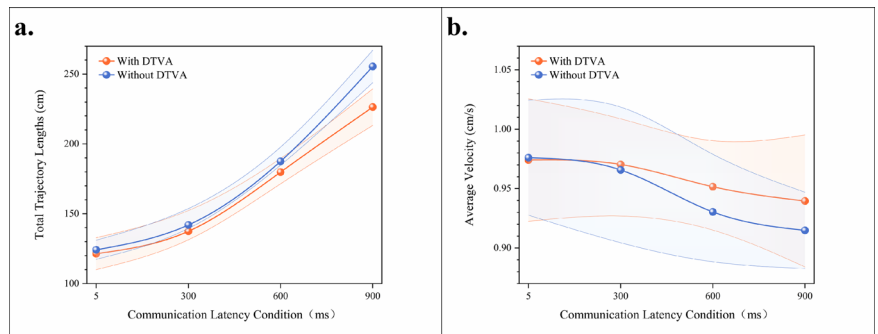 a.
With DTVA
Without DTVA
Total Trajectory Lengths (cm)
250
200
150
100
5
300
600
900
Communication Latency Condition（ms）
b.
With DTVA
Without DTVA
Average Velocity (cm/s)
1.05
1.00
0.95
0.90
5
300
600
900
Communication Latency Condition（ms）